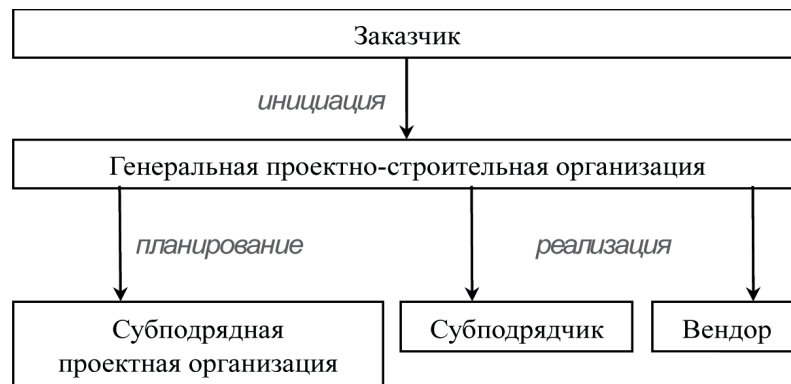 Заказчик
инициация
Генеральная проектно-строительная организация
планирование
реализация
Субподрядная
проектная организация
Субподрядчик
Вендор